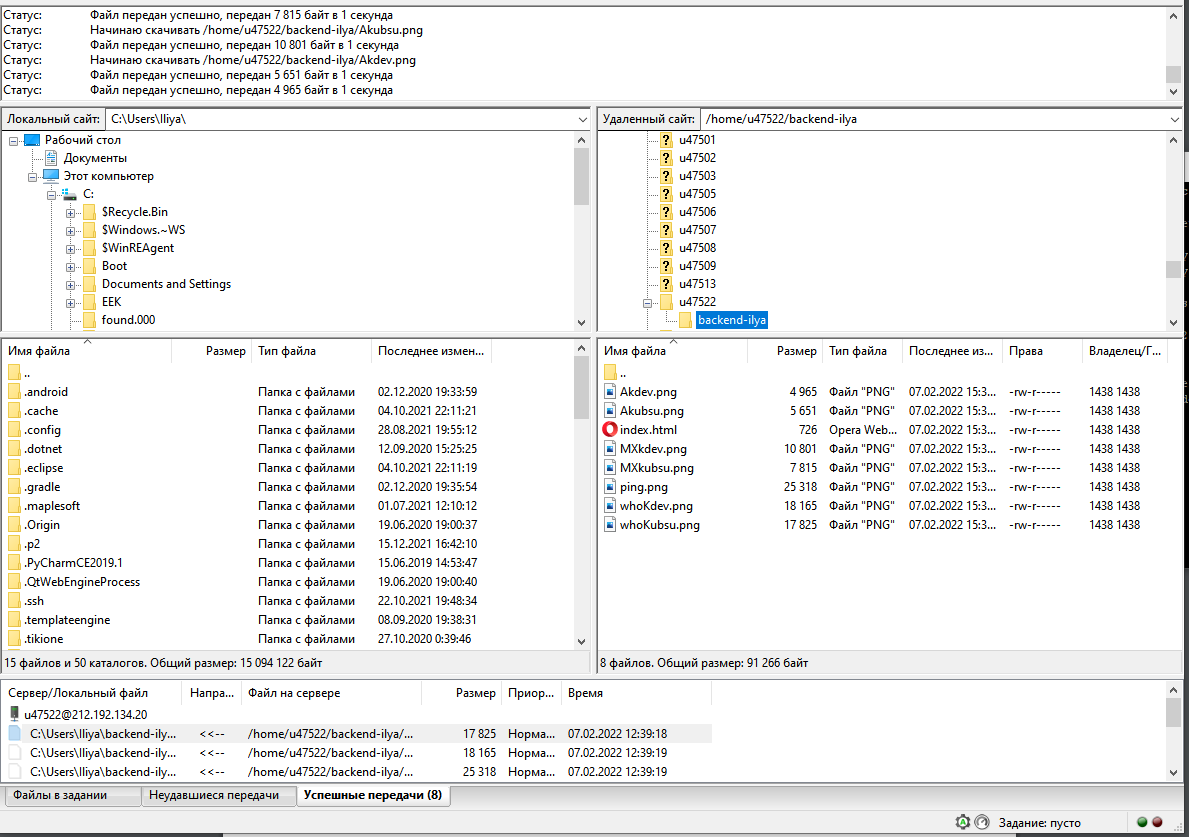 Статус: Файл передан успешно, передан 7 815 байт в 1 секунда
Статус: Начинаю скачивать /home/u47522/backend-ilya/Akubsu.png
Статус: Файл передан успешно, передан 10 801 байт в 1 секунда
Статус: Начинаю скачивать /home/u47522/backend-ilya/Akdev.png
Статус: Файл передан успешно, передан 5 651 байт в 1 секунда
Статус: Файл передан успешно, передан 4 965 байт в 1 секунда
Локальный сайт: C:\Users\Iliya\
Рабочий стол
Документы
Этот компьютер
C:
$Recycle.Bin
$Windows.~WS
$WinREAgent
Boot
Documents and Settings
EEK
found.000
Удаленный сайт: /home/u47522/backend-ilya
u47501
u47502
u47503
u47505
u47506
u47507
u47508
u47509
u47513
u47522
backend-ilya
Имя файла Размер Тип файла Последнее измен...
..
.android Папка с файлами 02.12.2020 19:33:59
.cache Папка с файлами 04.10.2021 22:11:21
.config Папка с файлами 28.08.2021 19:55:12
.dotnet Папка с файлами 12.09.2020 15:25:25
.eclipse Папка с файлами 04.10.2021 22:11:19
.gradle Папка с файлами 02.12.2020 19:35:54
.maplesoft Папка с файлами 01.07.2021 12:10:12
.Origin Папка с файлами 19.06.2020 19:00:37
.p2 Папка с файлами 15.12.2021 16:42:10
.PyCharmCE2019.1 Папка с файлами 15.06.2019 14:53:47
.QtWebEngineProcess Папка с файлами 19.06.2020 19:00:40
.ssh Папка с файлами 22.10.2021 19:48:34
.templateengine Папка с файлами 08.09.2020 19:38:31
.tikione Папка с файлами 27.10.2020 0:39:46
15 файлов и 50 каталогов. Общий размер: 15 094 122 байт
Имя файла Размер Тип файла Последнее из... Права Владелец/Г...
..
Akdev.png 4 965 Файл "PNG" 07.02.2022 15:3... -rw-r----- 1438 1438
Akubsu.png 5 651 Файл "PNG" 07.02.2022 15:3... -rw-r----- 1438 1438
index.html 726 Opera Web... 07.02.2022 15:3... -rw-r----- 1438 1438
MXkdev.png 10 801 Файл "PNG" 07.02.2022 15:3... -rw-r----- 1438 1438
MXkubsu.png 7 815 Файл "PNG" 07.02.2022 15:3... -rw-r----- 1438 1438
ping.png 25 318 Файл "PNG" 07.02.2022 15:3... -rw-r----- 1438 1438
whoKdev.png 18 165 Файл "PNG" 07.02.2022 15:3... -rw-r----- 1438 1438
whoKubsu.png 17 825 Файл "PNG" 07.02.2022 15:3... -rw-r----- 1438 1438
8 файлов. Общий размер: 91 266 байт
Сервер/Локальный файл Напра... Файл на сервере Размер Приор... Время
u47522@212.192.134.20
C:\Users\Iliya\backend-ily... <<-- /home/u47522/backend-ilya/... 17 825 Норма... 07.02.2022 12:39:18
C:\Users\Iliya\backend-ily... <<-- /home/u47522/backend-ilya/... 18 165 Норма... 07.02.2022 12:39:19
C:\Users\Iliya\backend-ily... <<-- /home/u47522/backend-ilya/... 25 318 Норма... 07.02.2022 12:39:19
Файлы в задании Неудавшиеся передачи Успешные передачи (8)
Задание: пусто